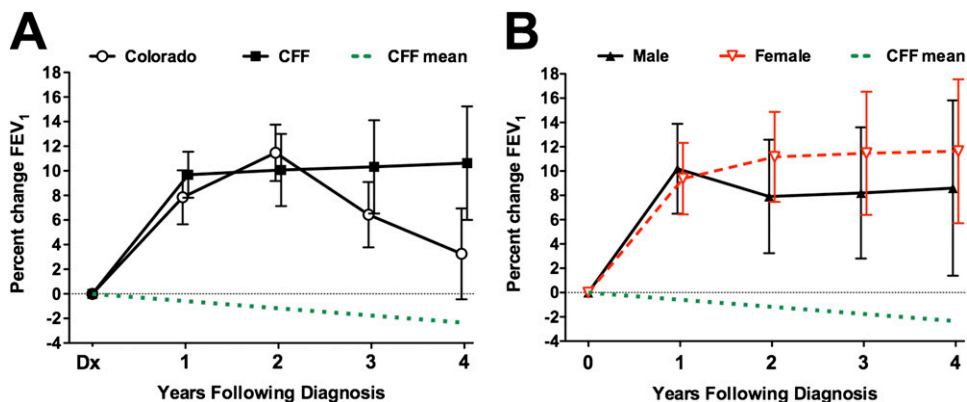 A
Colorado CFF CFF mean
Percent change FEV1
18
16
14
12
10
8
6
4
2
0
-2
-4
Dx 1 2 3 4
Years Following Diagnosis
B
Male Female CFF mean
Percent change FEV1
18
16
14
12
10
8
6
4
2
0
-2
-4
0 1 2 3 4
Years Following Diagnosis